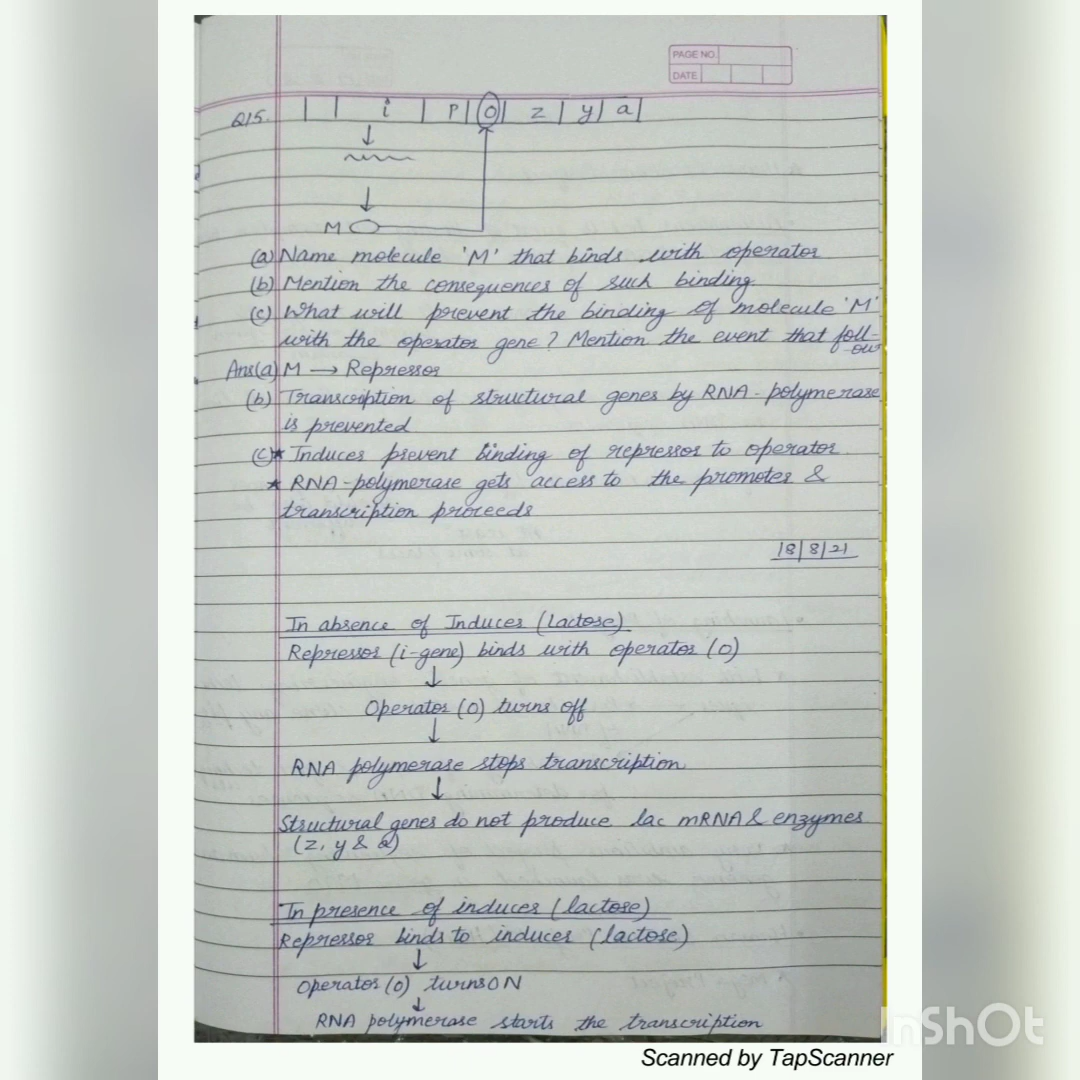 PAGE NO.
DATE
Q15. i P O z y a
M
(a) Name molecule 'M' that binds with operator
(b) Mention the consequences of such binding.
(c) What will prevent the binding of molecule 'M'
with the operator gene? Mention the event that foll-
ow
Ans(a) M → Repressor
(b) Transcription of structural genes by RNA-polymerase
is prevented
(c)★ Inducer prevent binding of repressor to operator.
★ RNA-polymerase gets access to the promoter &
transcription proceeds
18/8/21
In absence of Inducer (lactose)
Repressor (i-gene) binds with operator (O)
↓
Operator (O) turns off
↓
RNA polymerase stops transcription
↓
Structural genes do not produce lac mRNA & enzymes
(z, y & a)
In presence of inducer (lactose)
Repressor binds to inducer (lactose)
↓
Operator (O) turns ON
↓
RNA polymerase starts the transcription
InShOt
Scanned by TapScanner